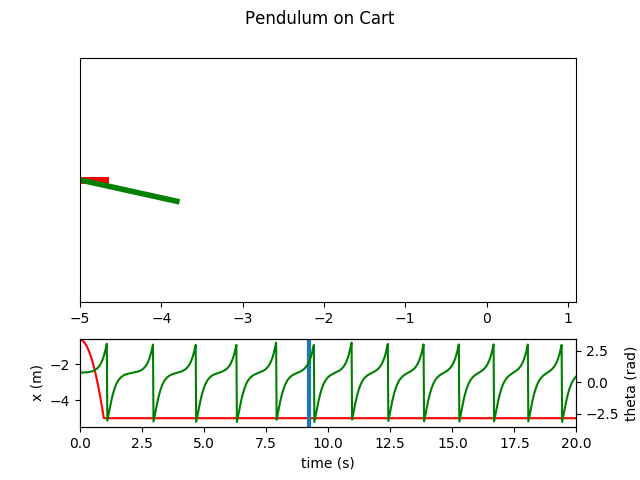 Pendulum on Cart
−5 −4 −3 −2 −1 0 1
−2
−4
x (m)
2.5
0.0
−2.5
theta (rad)
0.0 2.5 5.0 7.5 10.0 12.5 15.0 17.5 20.0
time (s)